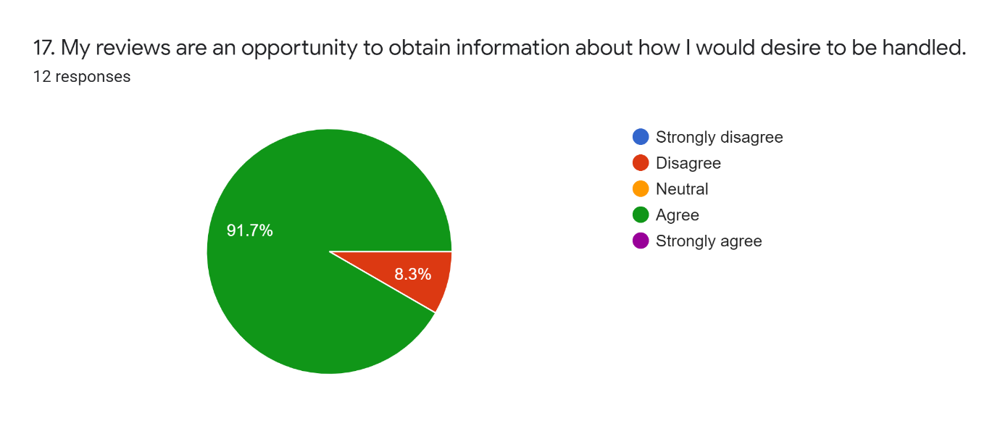 17. My reviews are an opportunity to obtain information about how I would desire to be handled.
12 responses
91.7%
8.3%
Strongly disagree
Disagree
Neutral
Agree
Strongly agree